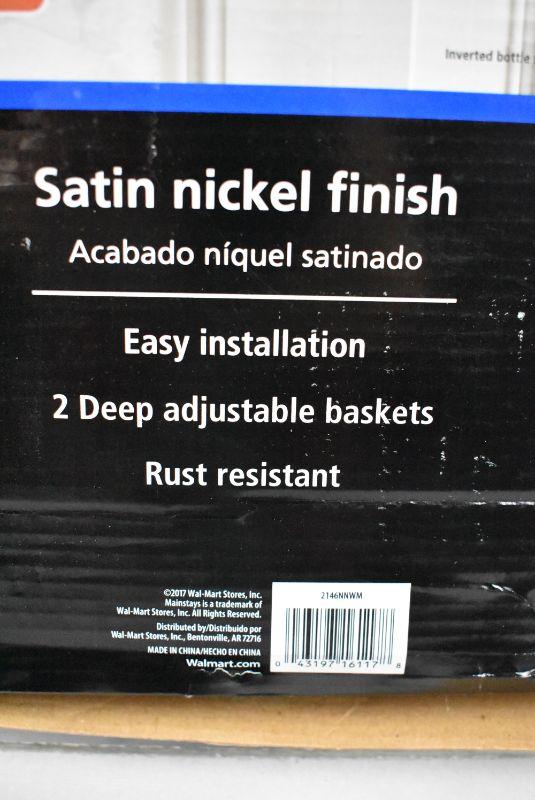 Inverted bottle
Satin nickel finish
Acabado níquel satinado
Easy installation
2 Deep adjustable baskets
Rust resistant
©2017 Wal-Mart Stores, Inc.
Mainstays is a trademark of
Wal-Mart Stores, Inc. All Rights Reserved.
Distributed by/Distribuido por
Wal-Mart Stores, Inc., Bentonville, AR 72716
MADE IN CHINA/HECHO EN CHINA
Walmart.com
2146NNWM
0 43197 16117 8